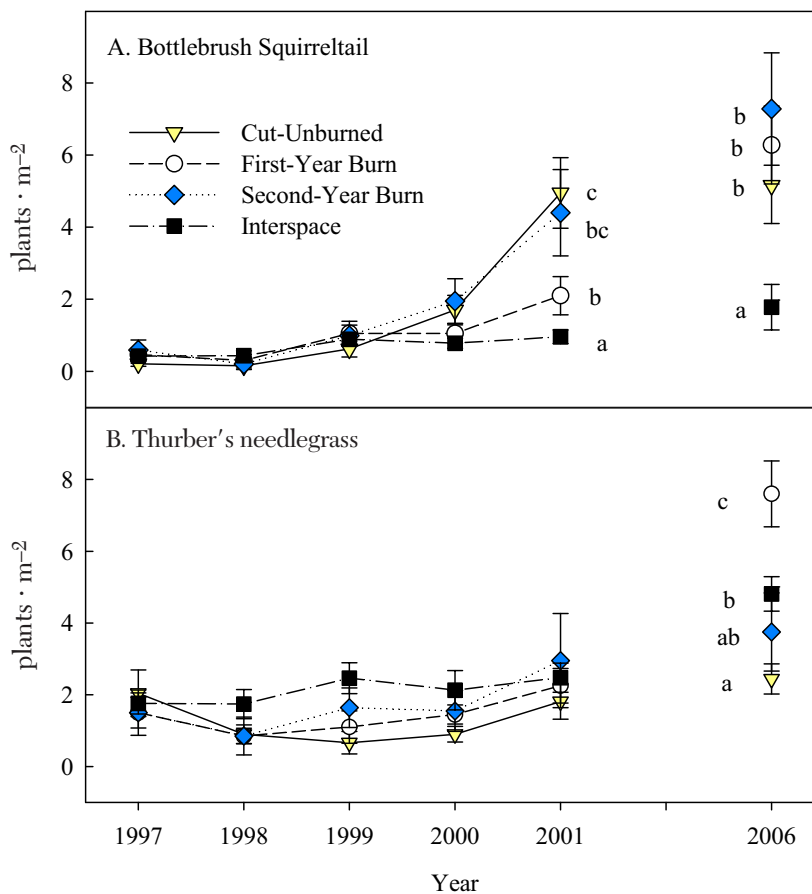 A. Bottlebrush Squirreltail
8
6
4
2
0
plants · m–2
Cut-Unburned
First-Year Burn
Second-Year Burn
Interspace
c
bc
b
a
b
b
b
a
B. Thurber's needlegrass
8
6
4
2
0
plants · m–2
c
b
ab
a
1997 1998 1999 2000 2001 2006
Year